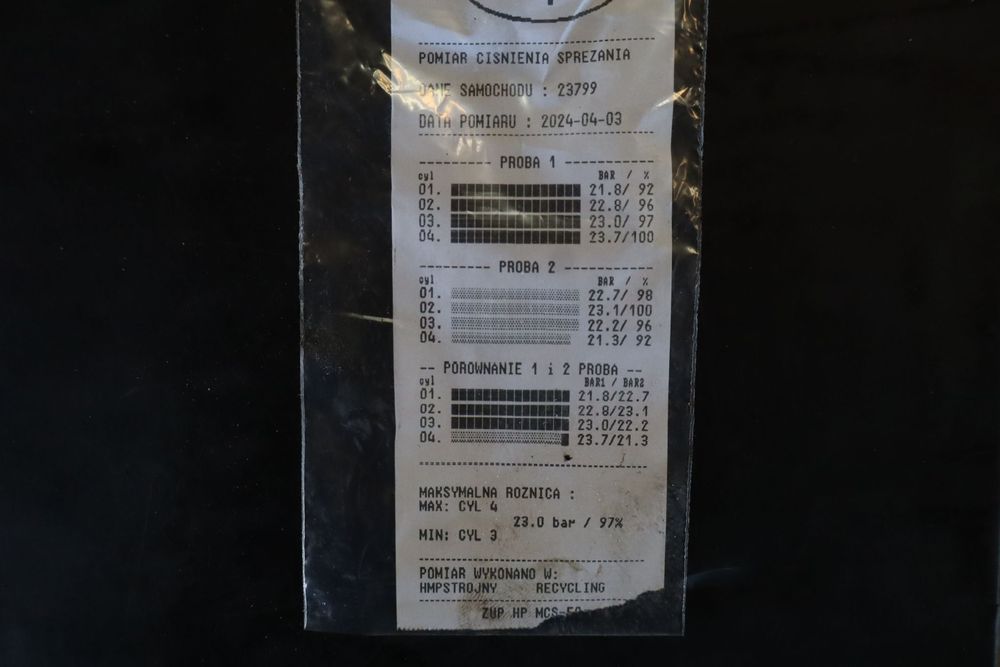 POMIAR CISNIENIA SPREZANIA
DANE SAMOCHODU : 23799
DATA POMIARU : 2024-04-03
PROBA 1
cyl BAR / %
01. 21.8/ 92
02. 22.8/ 96
03. 23.0/ 97
04. 23.7/100
PROBA 2
cyl BAR / %
01. 22.7/ 98
02. 23.1/100
03. 22.2/ 96
04. 21.3/ 92
-- POROWNANIE 1 i 2 PROBA --
cyl BAR1 / BAR2
01. 21.8/22.7
02. 22.8/23.1
03. 23.0/22.2
04. 23.7/21.3
MAKSYMALNA ROZNICA :
MAX: CYL 4
23.0 bar / 97%
MIN: CYL 3
POMIAR WYKONANO W:
HMPSTROJNY RECYCLING
ZUP HP